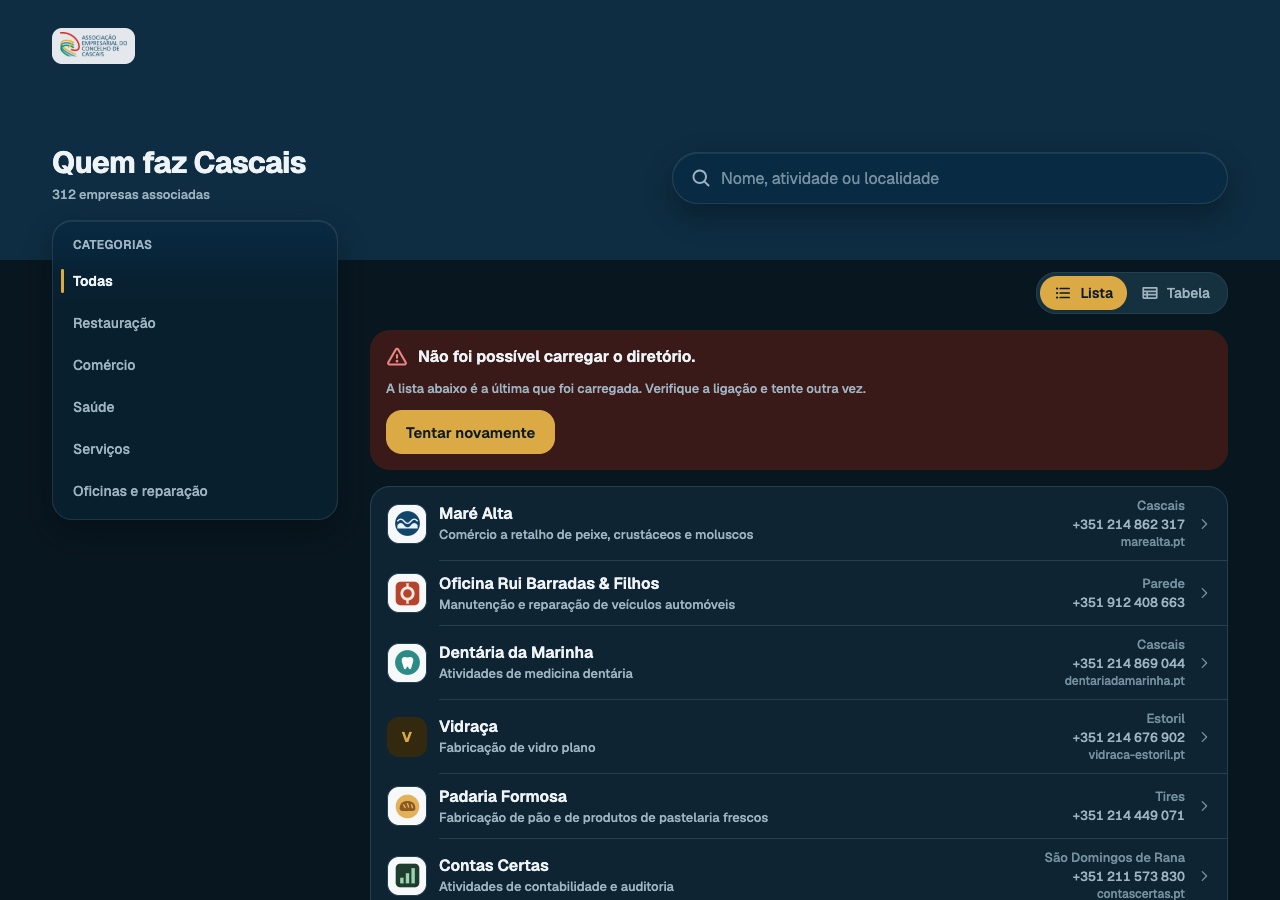 ASSOCIAÇÃO
EMPRESARIAL DO
CONCELHO DE
CASCAIS
Quem faz Cascais
312 empresas associadas
Nome, atividade ou localidade
CATEGORIAS
Todas
Restauração
Comércio
Saúde
Serviços
Oficinas e reparação
Lista
Tabela
Não foi possível carregar o diretório.
A lista abaixo é a última que foi carregada. Verifique a ligação e tente outra vez.
Tentar novamente
Maré Alta
Comércio a retalho de peixe, crustáceos e moluscos
Cascais
+351 214 862 317
marealta.pt
Oficina Rui Barradas & Filhos
Manutenção e reparação de veículos automóveis
Parede
+351 912 408 663
Dentária da Marinha
Atividades de medicina dentária
Cascais
+351 214 869 044
dentariadamarinha.pt
V
Vidraça
Fabricação de vidro plano
Estoril
+351 214 676 902
vidraca-estoril.pt
Padaria Formosa
Fabricação de pão e de produtos de pastelaria frescos
Tires
+351 214 449 071
Contas Certas
Atividades de contabilidade e auditoria
São Domingos de Rana
+351 211 573 830
contascertas.pt